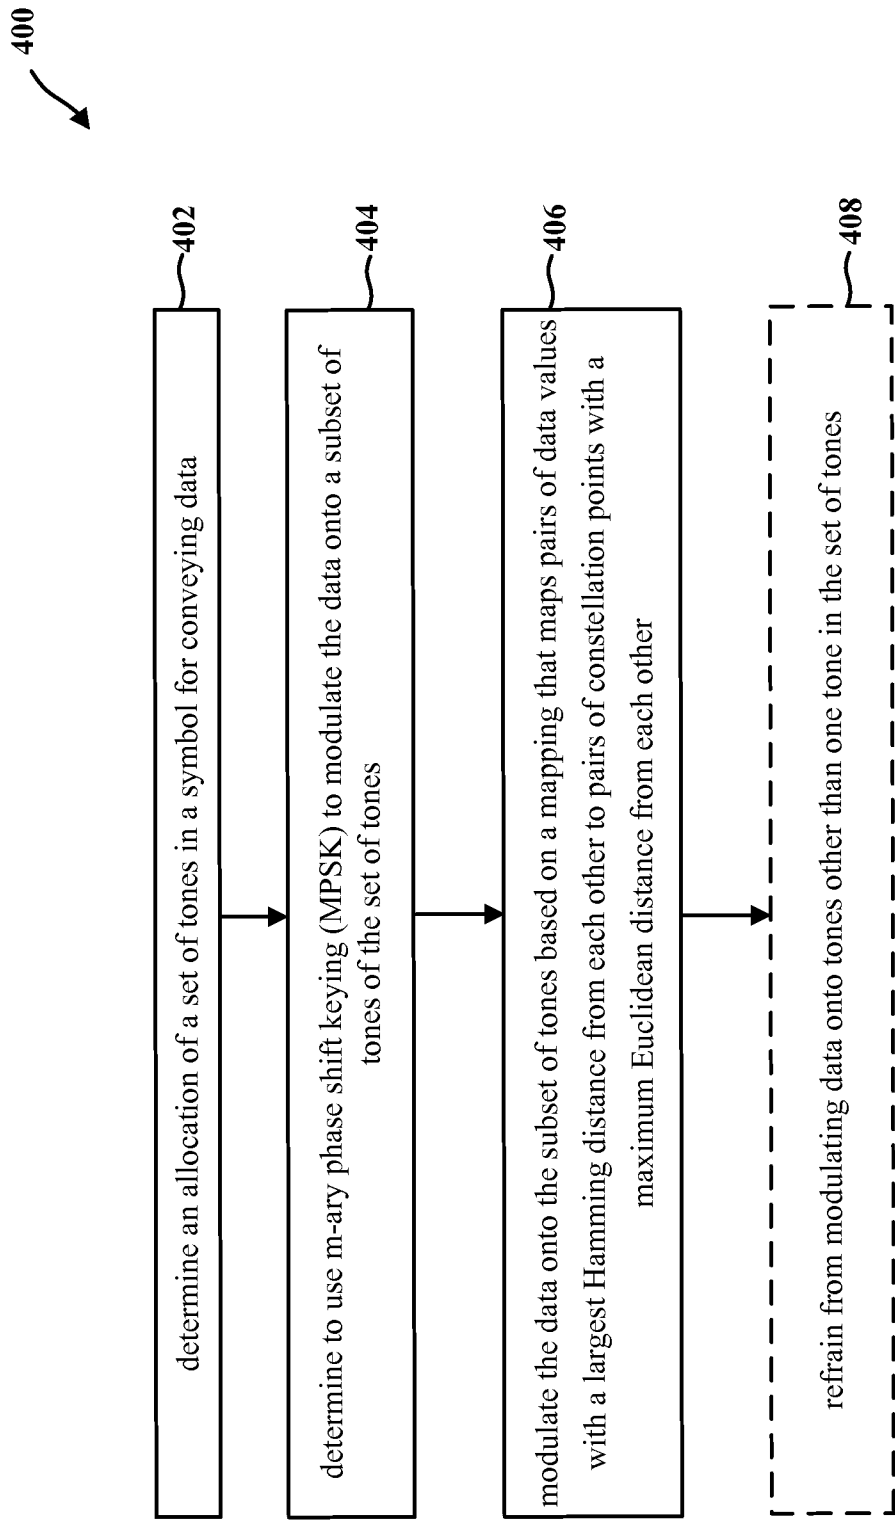 400
402
determine an allocation of a set of tones in a symbol for conveying data
404
determine to use m-ary phase shift keying (MPSK) to modulate the data onto a subset of
tones of the set of tones
406
modulate the data onto the subset of tones based on a mapping that maps pairs of data values
with a largest Hamming distance from each other to pairs of constellation points with a
maximum Euclidean distance from each other
408
refrain from modulating data onto tones other than one tone in the set of tones